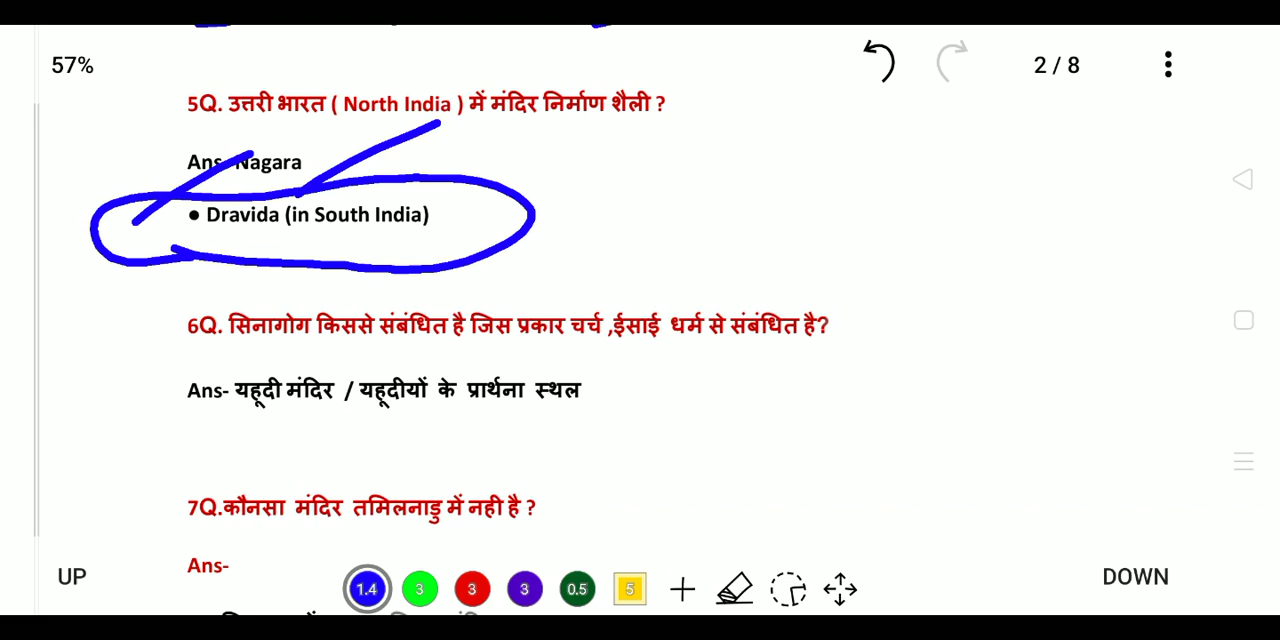 57%
2 / 8
5Q. उत्तरी भारत ( North India ) में मंदिर निर्माण शैली ?
Ans- Nagara
● Dravida (in South India)
6Q. सिनागोग किससे संबंधित है जिस प्रकार चर्च ,ईसाई धर्म से संबंधित है?
Ans- यहूदी मंदिर / यहूदीयों के प्रार्थना स्थल
7Q.कौनसा मंदिर तमिलनाडु में नही है ?
Ans-
UP
1.4 3 3 3 0.5 5
DOWN